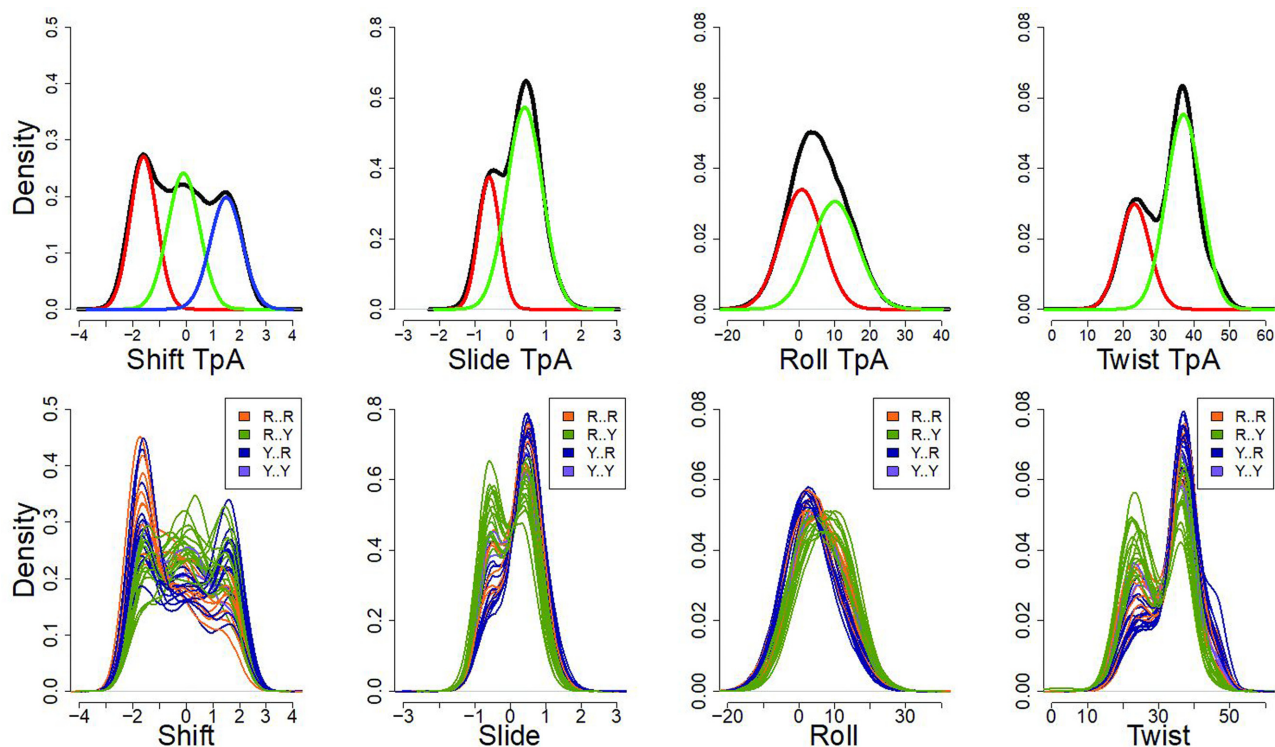 Density
0.0 0.1 0.2 0.3 0.4 0.5
−4 −2 0 1 2 3 4
Shift TpA
0.0 0.2 0.4 0.6 0.8
−3 −2 −1 0 1 2 3
Slide TpA
0.00 0.02 0.04 0.06 0.08
−20 0 10 20 30 40
Roll TpA
0.00 0.02 0.04 0.06 0.08
0 10 20 30 40 50 60
Twist TpA
Density
0.0 0.1 0.2 0.3 0.4 0.5
R..R
R..Y
Y..R
Y..Y
−4 −2 0 1 2 3 4
Shift
0.0 0.2 0.4 0.6 0.8
R..R
R..Y
Y..R
Y..Y
−3 −1 0 1 2 3
Slide
0.00 0.02 0.04 0.06 0.08
R..R
R..Y
Y..R
Y..Y
−20 0 10 30
Roll
0.00 0.02 0.04 0.06 0.08
R..R
R..Y
Y..R
Y..Y
0 10 30 50
Twist